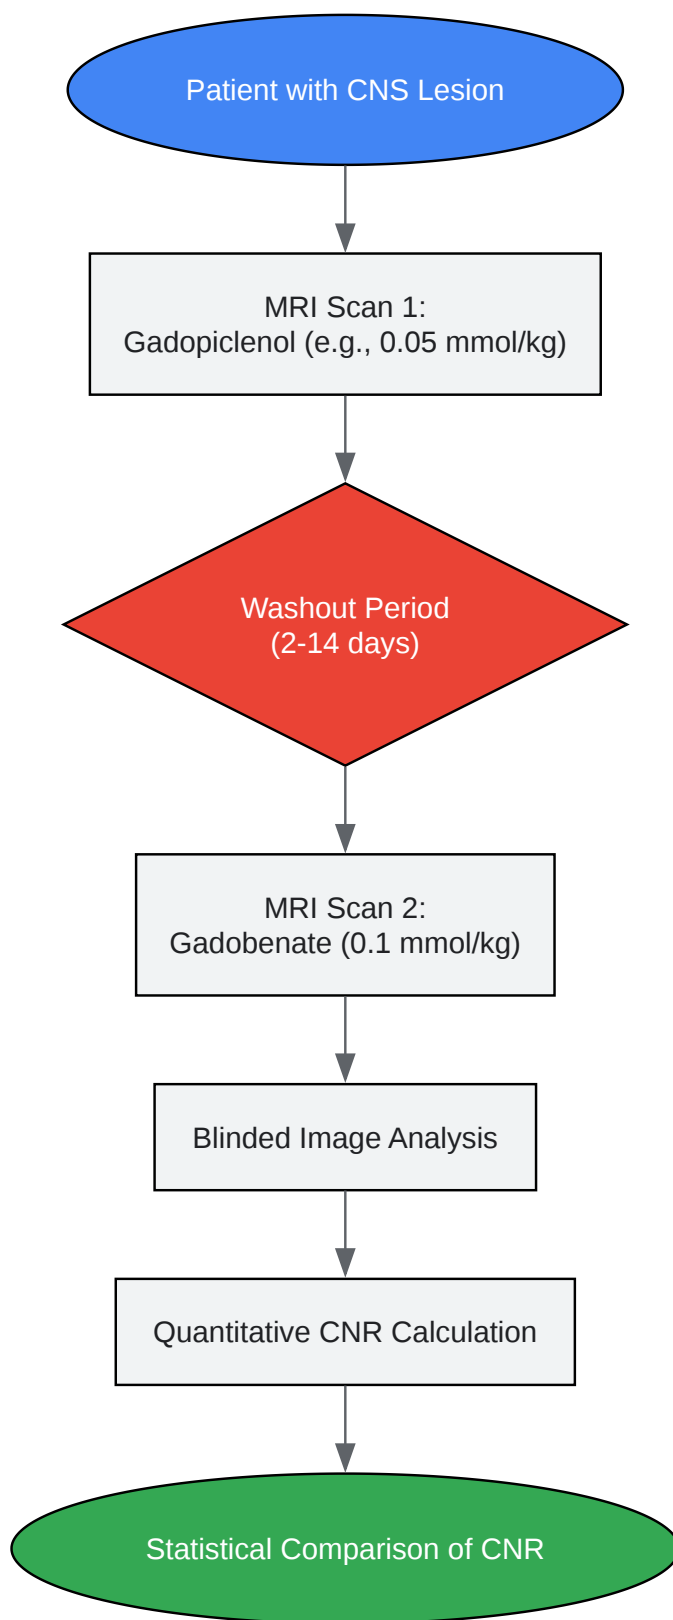 Patient with CNS Lesion
MRI Scan 1:
Gadopiclenol (e.g., 0.05 mmol/kg)
Washout Period
(2-14 days)
MRI Scan 2:
Gadobenate (0.1 mmol/kg)
Blinded Image Analysis
Quantitative CNR Calculation
Statistical Comparison of CNR